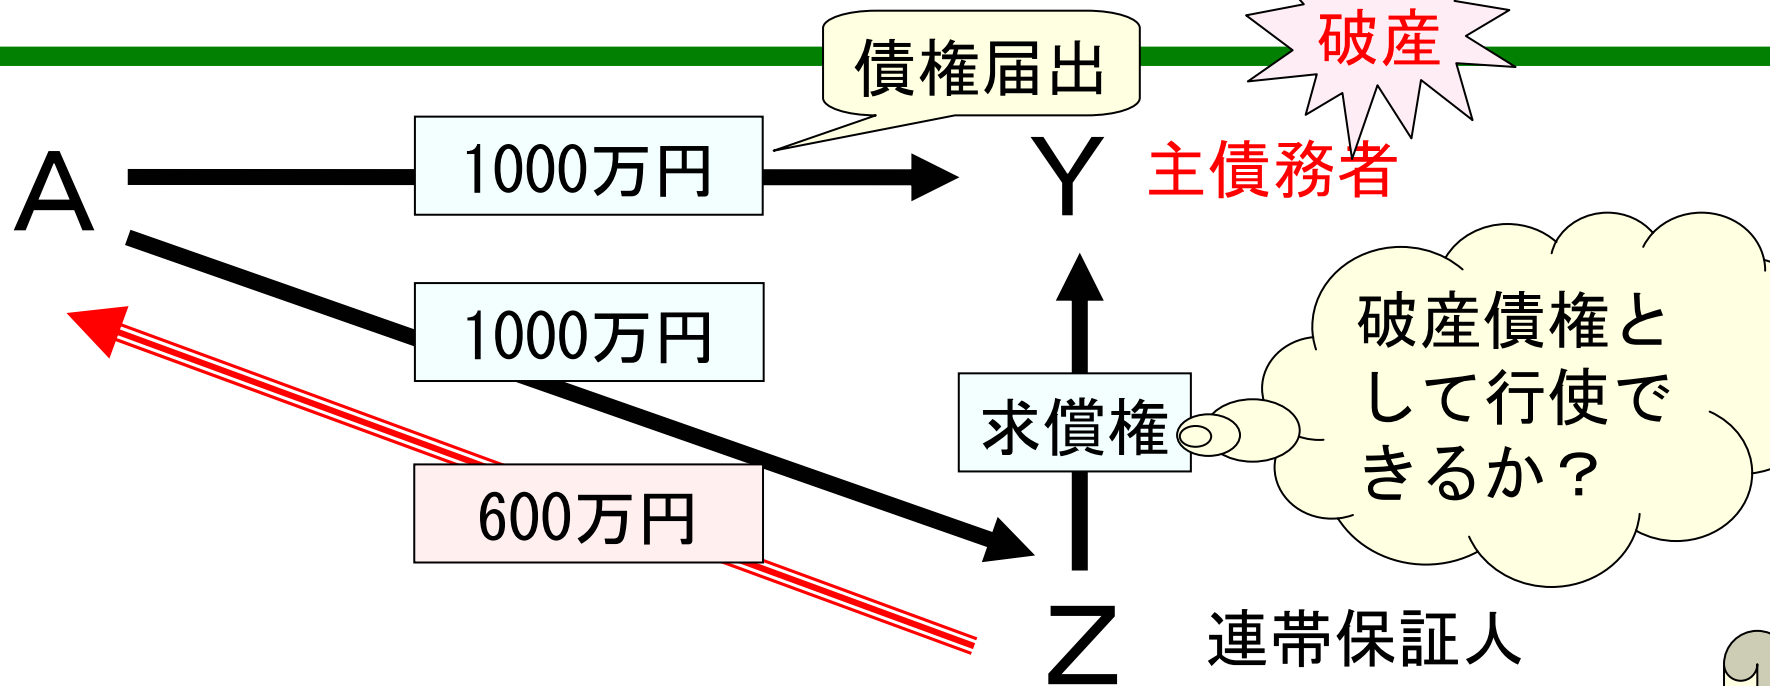 破産
債権届出
A
1000万円
Y
主債務者
1000万円
破産債権と
して行使で
きるか?
求償権
600万円
Z
連帯保証人